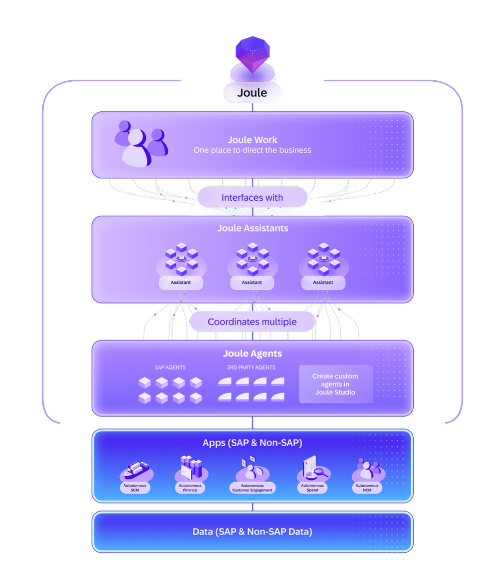 Joule
Joule Work
One place to direct the business
Interfaces with
Joule Assistants
Assistant
Assistant
Assistant
Coordinates multiple
Joule Agents
SAP AGENTS
3RD PARTY AGENTS
Create custom
agents in
Joule Studio
Apps (SAP & Non-SAP)
Autonomous
SCM
Autonomous
Finance
Autonomous
Customer Engagement
Autonomous
Spend
Autonomous
HCM
Data (SAP & Non-SAP Data)